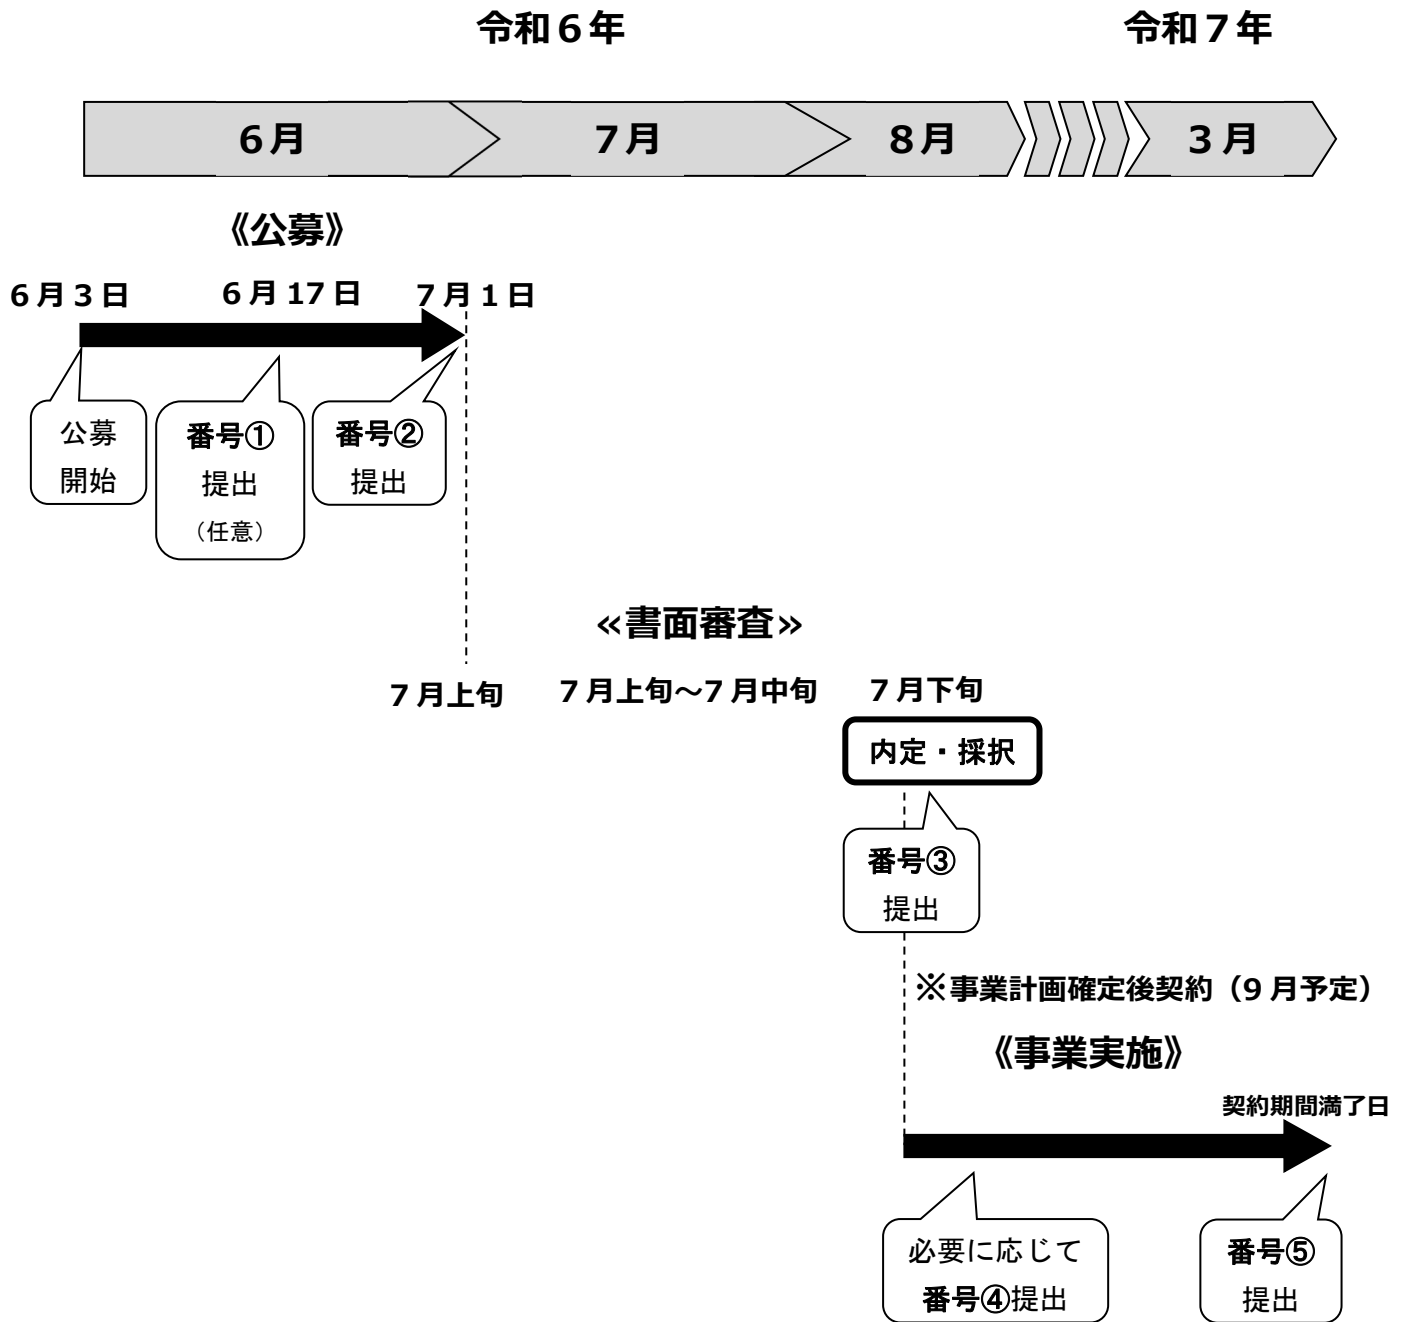 令和６年
令和７年
６月
７月
８月
３月
《公募》
６月３日
６月17日
７月１日
公募
開始
番号①
提出
（任意）
番号②
提出
≪書面審査≫
７月上旬
７月上旬～７月中旬
７月下旬
内定・採択
番号③
提出
※事業計画確定後契約（９月予定）
《事業実施》
契約期間満了日
必要に応じて
番号④提出
番号⑤
提出